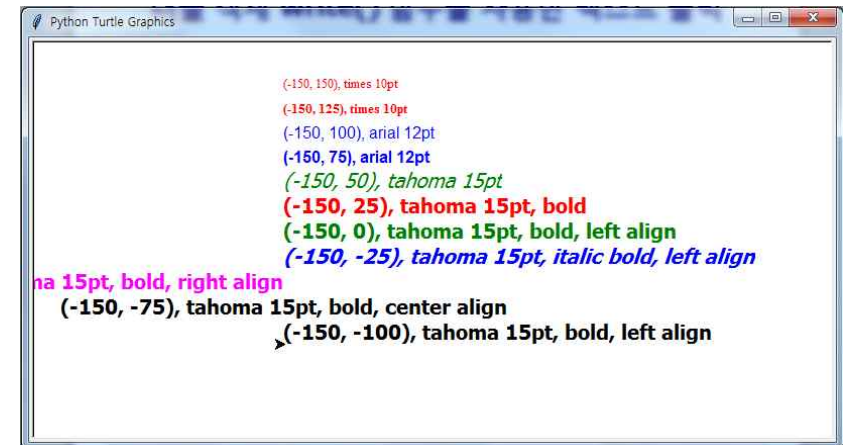 Python Turtle Graphics
(-150, 150), times 10pt
(-150, 125), times 10pt
(-150, 100), arial 12pt
(-150, 75), arial 12pt
(-150, 50), tahoma 15pt
(-150, 25), tahoma 15pt, bold
(-150, 0), tahoma 15pt, bold, left align
(-150, -25), tahoma 15pt, italic bold, left align
ma 15pt, bold, right align
(-150, -75), tahoma 15pt, bold, center align
(-150, -100), tahoma 15pt, bold, left align